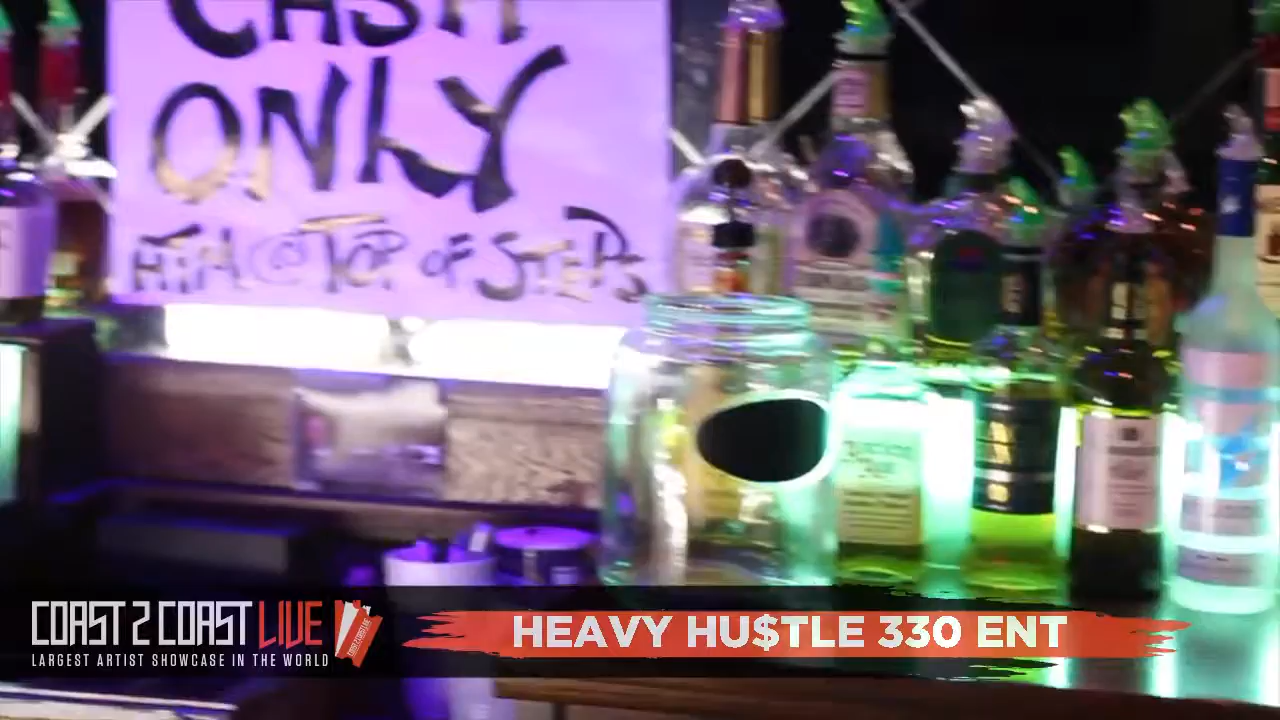 CASH
ONLY
ATM @ TOP OF STEPS
COAST 2 COAST LIVE
LARGEST ARTIST SHOWCASE IN THE WORLD
HEAVY HU$TLE 330 ENT